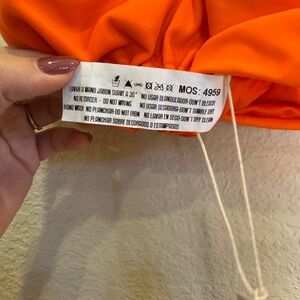 MOS: 4959
LAVAR A MANO JABON SUAVE A 30° NO USAR BLANQUEADOR-DON'T BLEACH
NO RETORCER - DO NOT WRING NO USAR SECADORA-DON'T TUMBLE DRY
NO PLANCHAR-DO NOT IRON NO LAVAR EN SECO-DON'T DRY CLEAN
NO PLANCHAR SOBRE DECORADOS O ESTAMPADOS